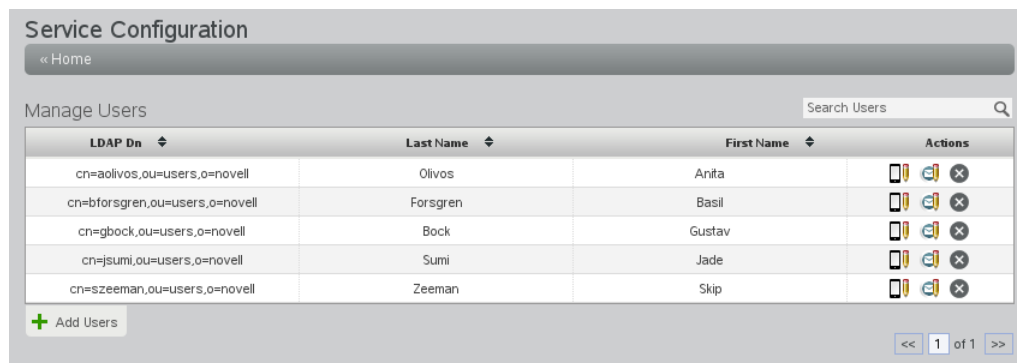 Service Configuration
« Home
Manage Users
Search Users
LDAP Dn Last Name First Name Actions
cn=aolivos,ou=users,o=novell Olivos Anita
cn=bforsgren,ou=users,o=novell Forsgren Basil
cn=gbock,ou=users,o=novell Bock Gustav
cn=jsumi,ou=users,o=novell Sumi Jade
cn=szeeman,ou=users,o=novell Zeeman Skip
Add Users
<< 1 of 1 >>